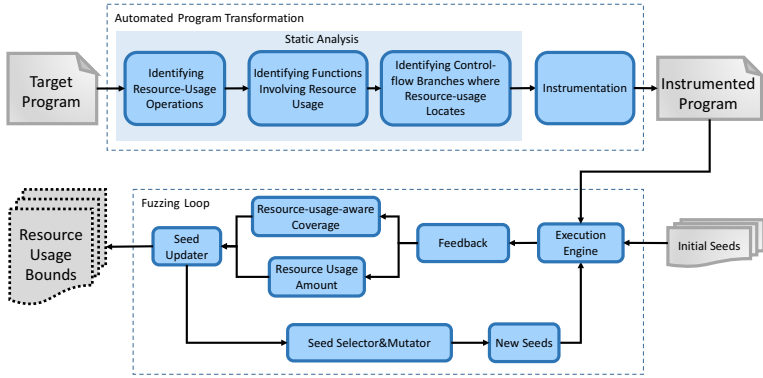 Automated Program Transformation
Static Analysis
Target
Program
Identifying
Resource-Usage
Operations
Identifying Functions
Involving Resource
Usage
Identifying Control-
flow Branches where
Resource-usage
Locates
Instrumentation
Instrumented
Program
Fuzzing Loop
Resource
Usage
Bounds
Seed
Updater
Resource-usage-aware
Coverage
Resource Usage
Amount
Feedback
Execution
Engine
Initial Seeds
Seed Selector&Mutator
New Seeds